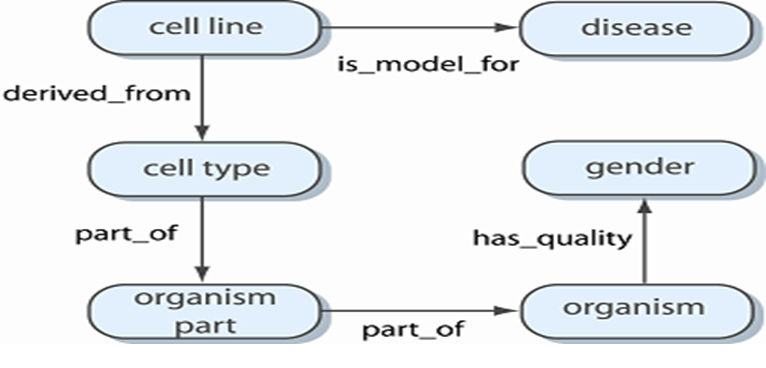 cell line
disease
is_model_for
derived_from
cell type
gender
part_of
has_quality
organism
part
organism
part_of